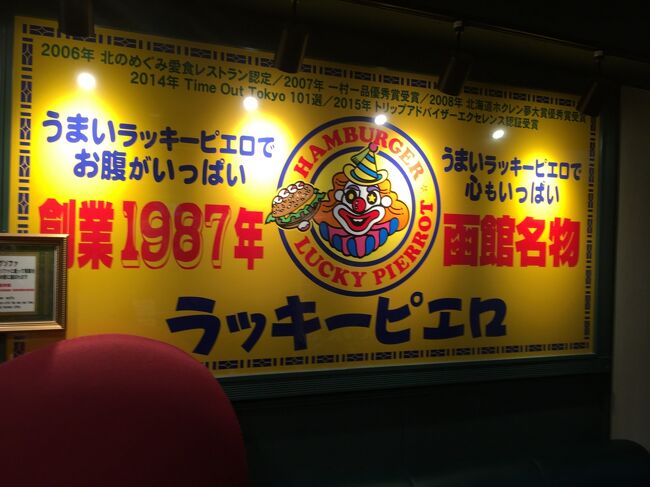 2006年 北のめぐみ愛食レストラン認定／2007年 一村一品優秀賞受賞／2008年 北海道ホクレン夢大賞優秀賞受賞
2014年 Time Out Tokyo 101選／2015年 トリップアドバイザーエクセレンス認証受賞
うまいラッキーピエロで
お腹がいっぱい
HAMBURGER
LUCKY PIERROT
うまいラッキーピエロで
心もいっぱい
創業1987年
函館名物
ラッキーピエロ